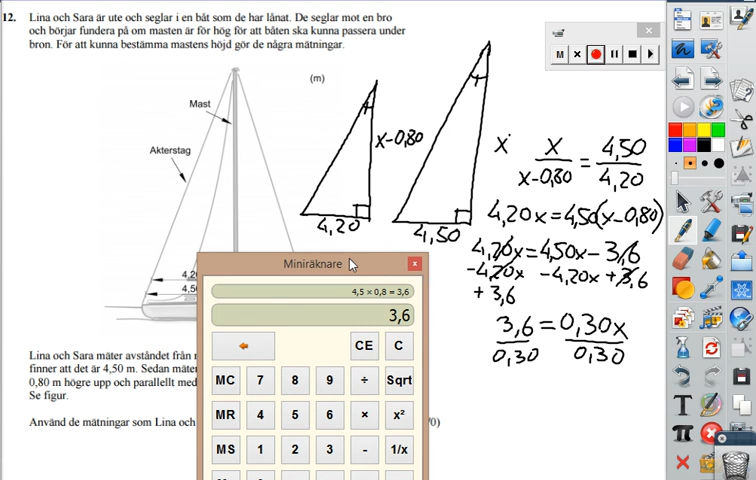 12. Lina och Sara är ute och seglar i en båt som de har lånat. De seglar mot en bro
och börjar fundera på om masten är för hög för att båten ska kunna passera under
bron. För att kunna bestämma mastens höjd gör de några mätningar.
(m)
Mast
Akterstag
4,2
4,5
x-0,80
4,20
x
4,50
x/(x-0,80) = 4,50/4,20
4,20x=4,50(x-0,80)
4,20x=4,50x-3,6
-4,20x -4,20x+3,6
+3,6
3,6 = 0,30x
0,30 0,30
Miniräknare
x
4,5 × 0,8 = 3,6
3,6
CE C
MC 7 8 9 ÷ Sqrt
MR 4 5 6 × x²
MS 1 2 3 - 1/x
Lina och Sara mäter avståndet från
finner att det är 4,50 m. Sedan mäter
0,80 m högre upp och parallellt med
Se figur.
Använd de mätningar som Lina och
/0)
M
T
π